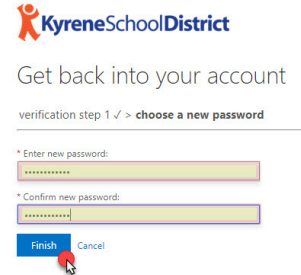 KyreneSchoolDistrict
Get back into your account
verification step 1 ✓ > choose a new password
* Enter new password:
••••••••••••
* Confirm new password:
••••••••••••
Finish Cancel